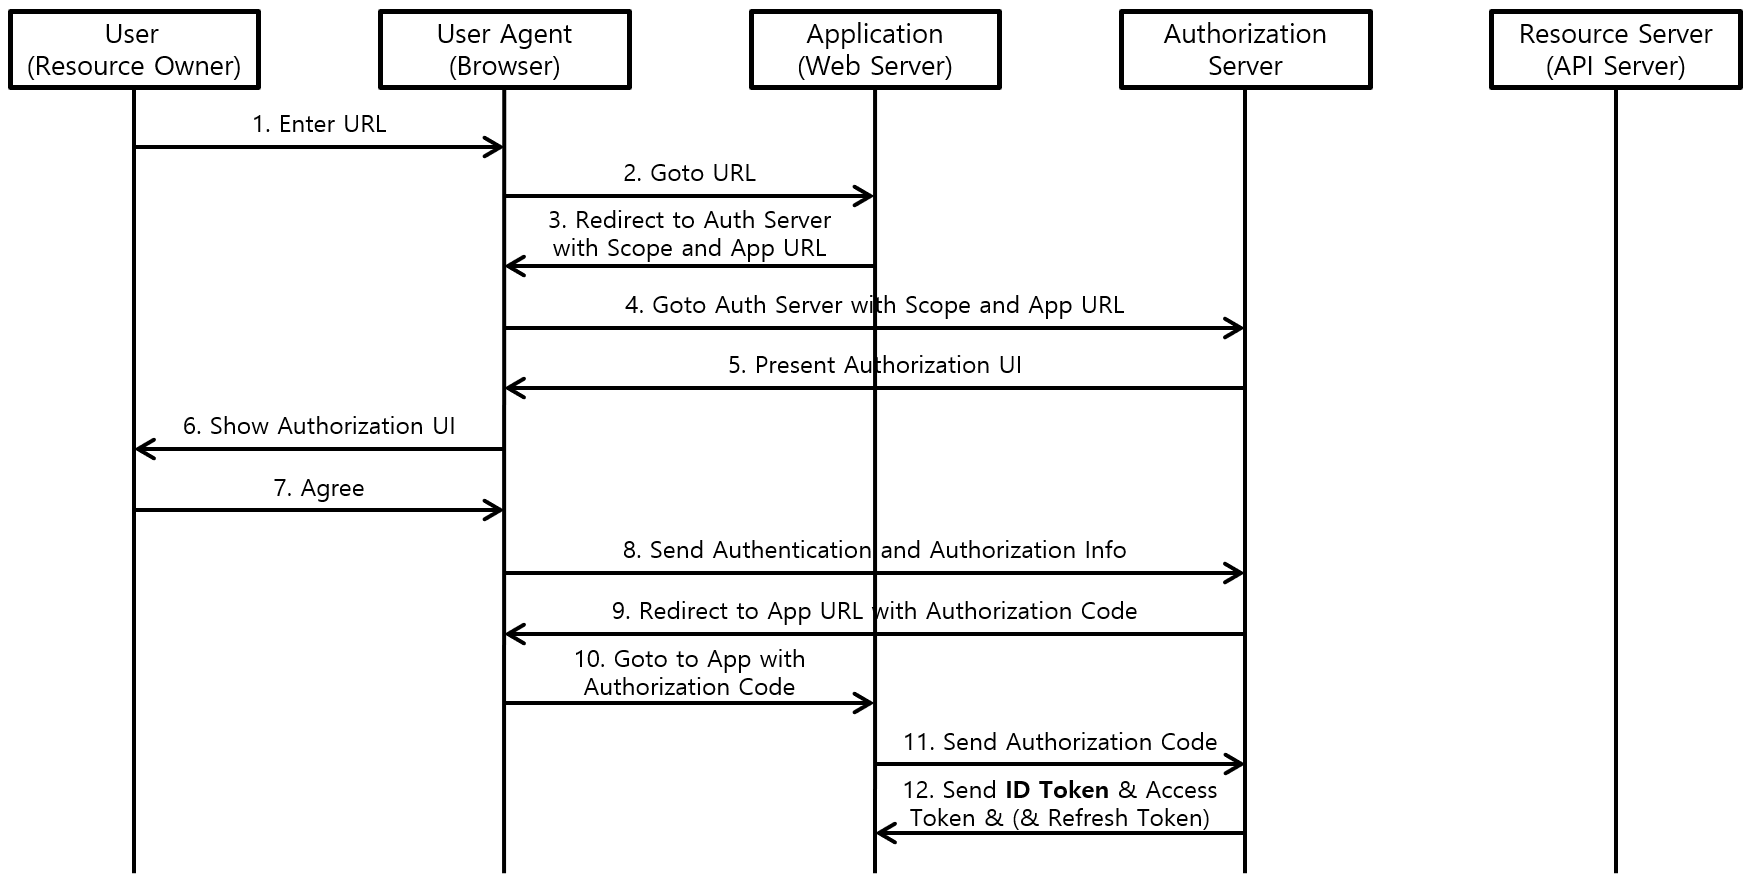 User
(Resource Owner)
User Agent
(Browser)
Application
(Web Server)
Authorization
Server
Resource Server
(API Server)
1. Enter URL
2. Goto URL
3. Redirect to Auth Server
with Scope and App URL
4. Goto Auth Server with Scope and App URL
5. Present Authorization UI
6. Show Authorization UI
7. Agree
8. Send Authentication and Authorization Info
9. Redirect to App URL with Authorization Code
10. Goto to App with
Authorization Code
11. Send Authorization Code
12. Send ID Token & Access
Token & (& Refresh Token)